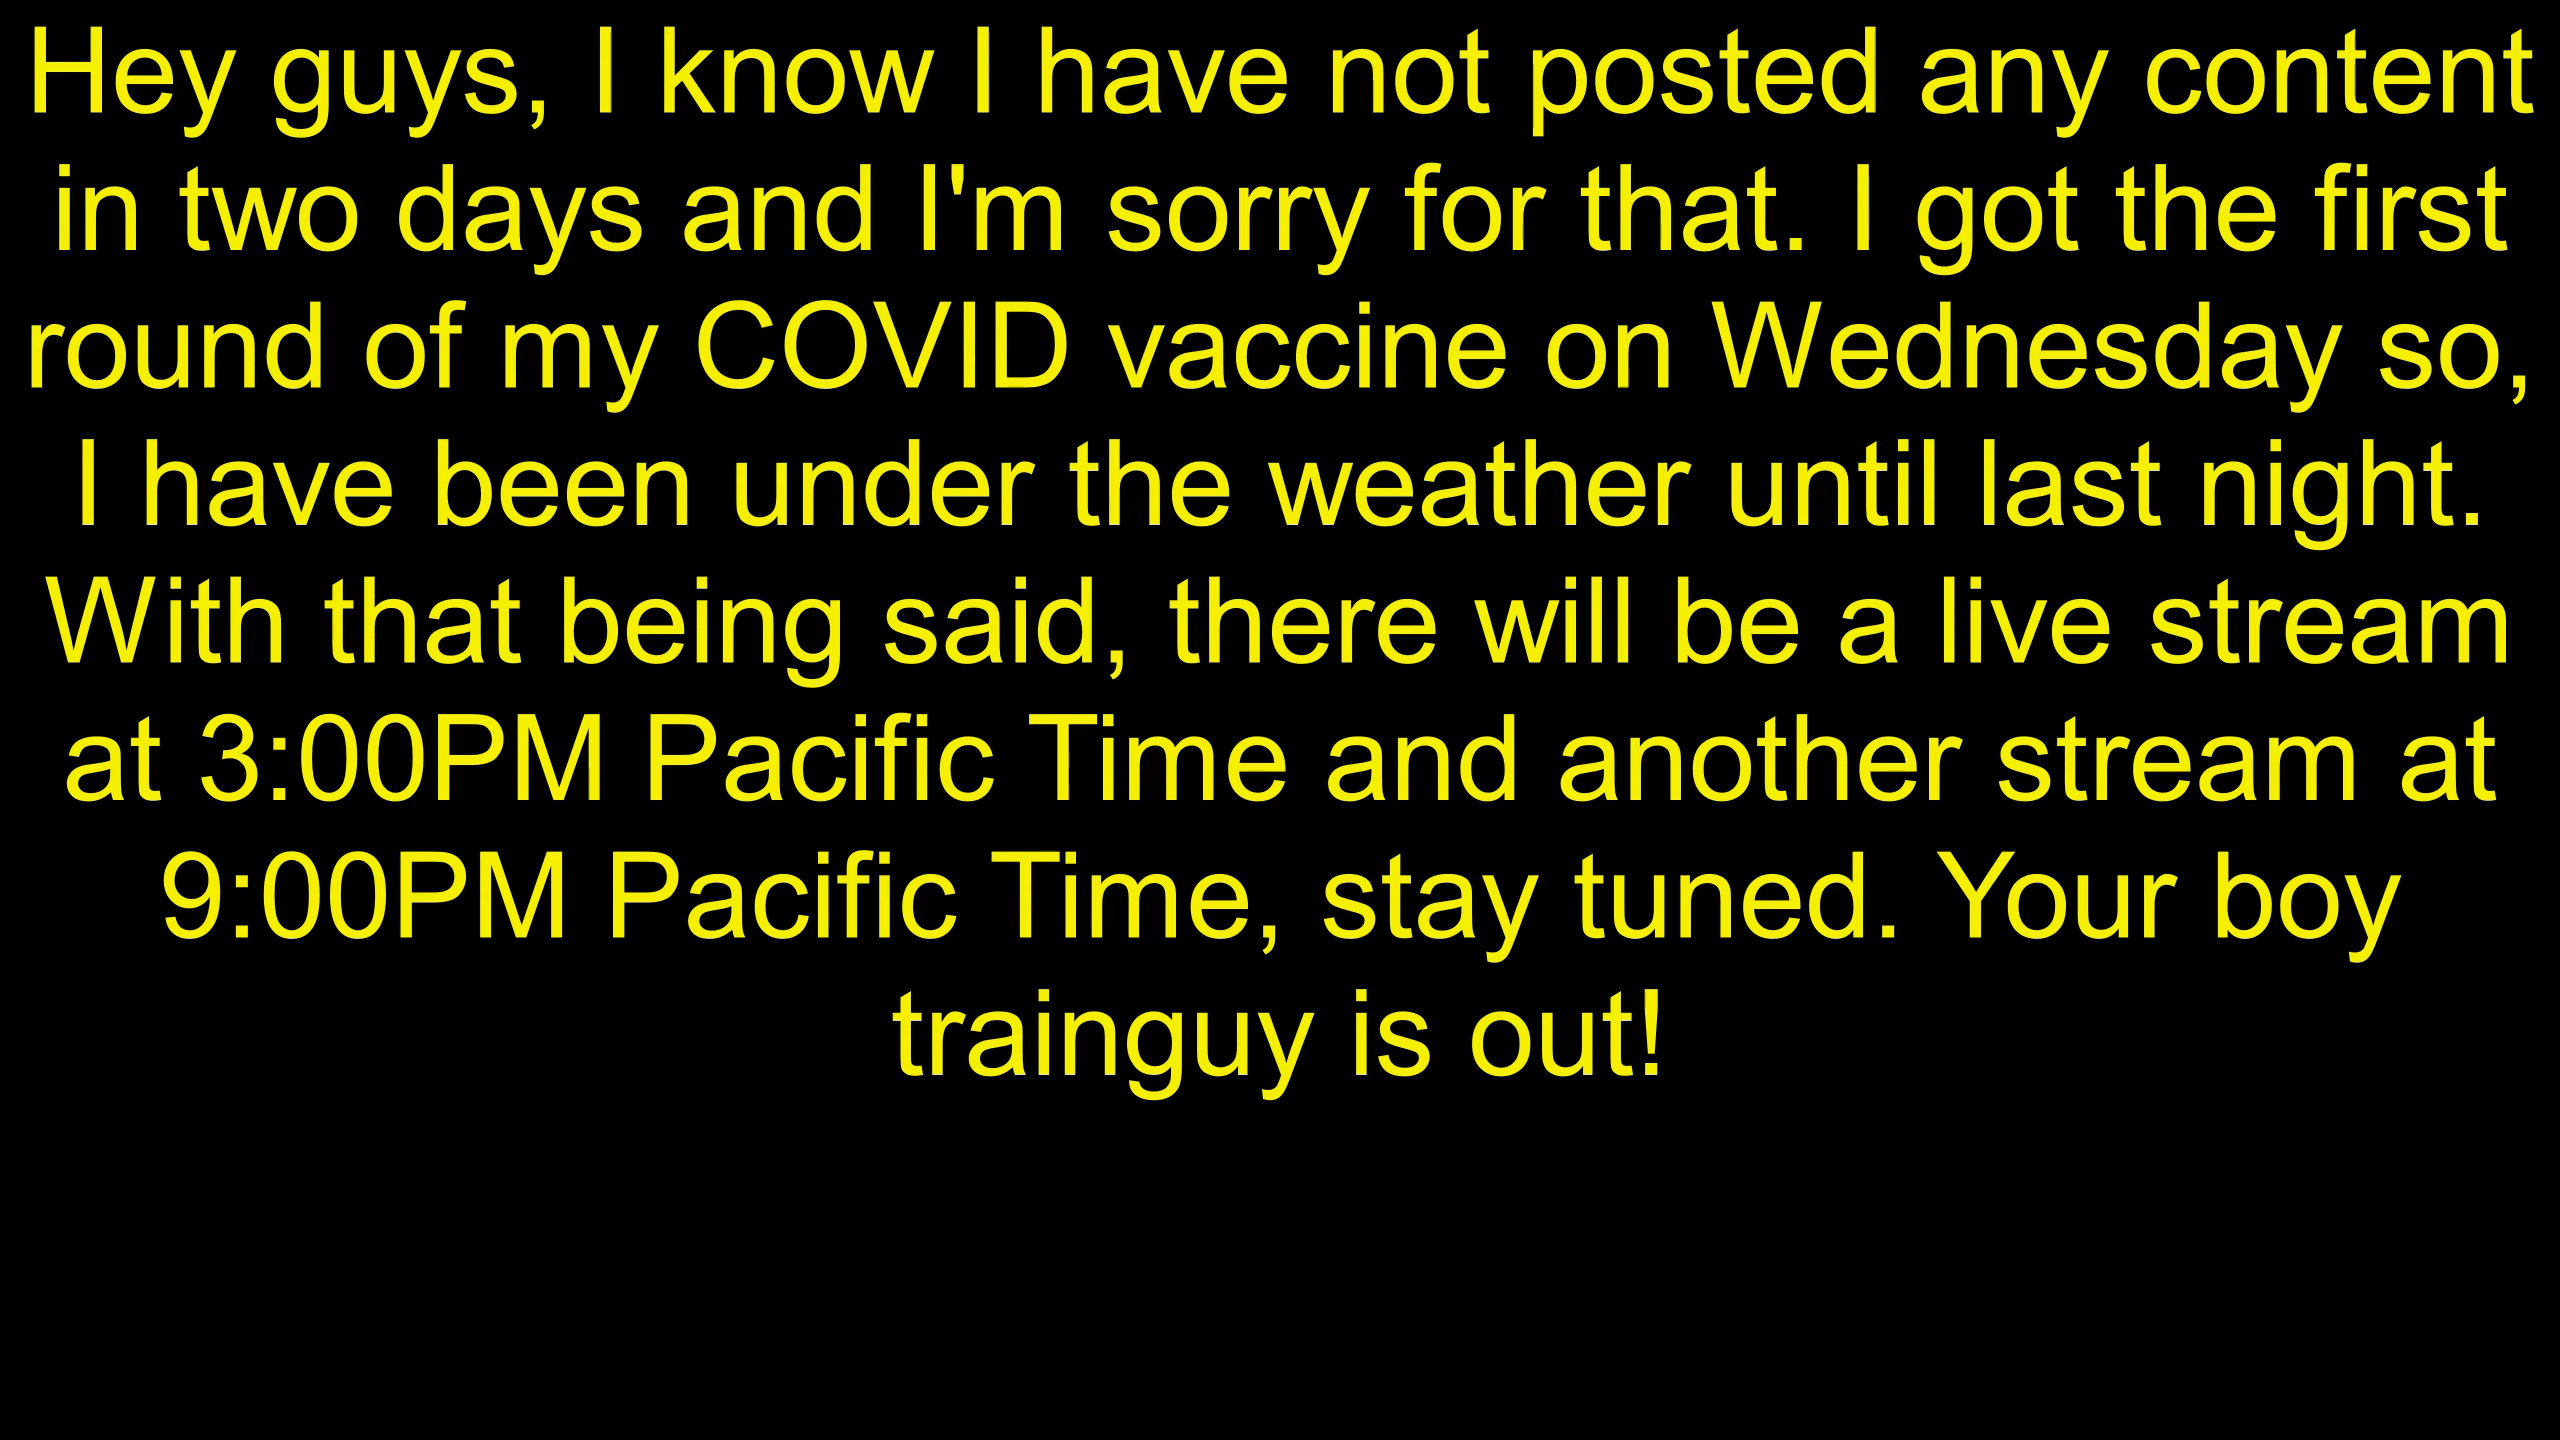 Hey guys, I know I have not posted any content
in two days and I'm sorry for that. I got the first
round of my COVID vaccine on Wednesday so,
I have been under the weather until last night.
With that being said, there will be a live stream
at 3:00PM Pacific Time and another stream at
9:00PM Pacific Time, stay tuned. Your boy
trainguy is out!